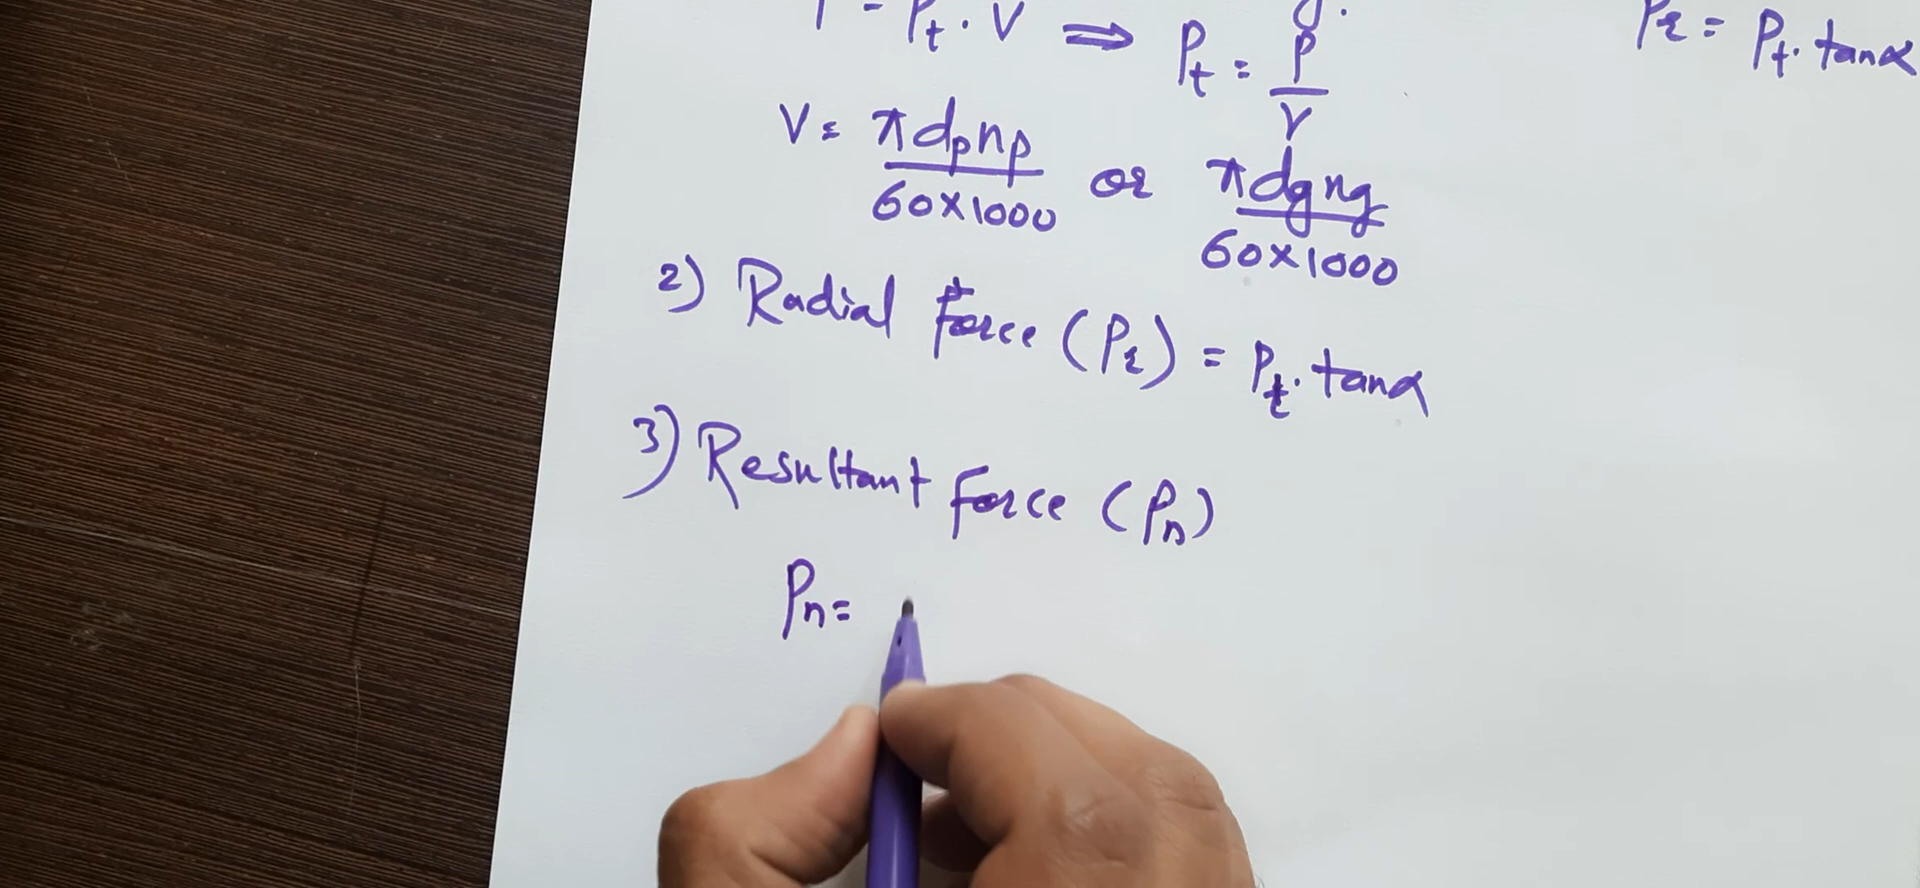 P = Pt . V ⇒ Pt = P/V
Pr = Pt. tanα
V = πdpnp/60×1000 or πdgng/60×1000
2) Radial Force (Pr) = Pt. tanα
3) Resultant Force (Pn)
Pn =